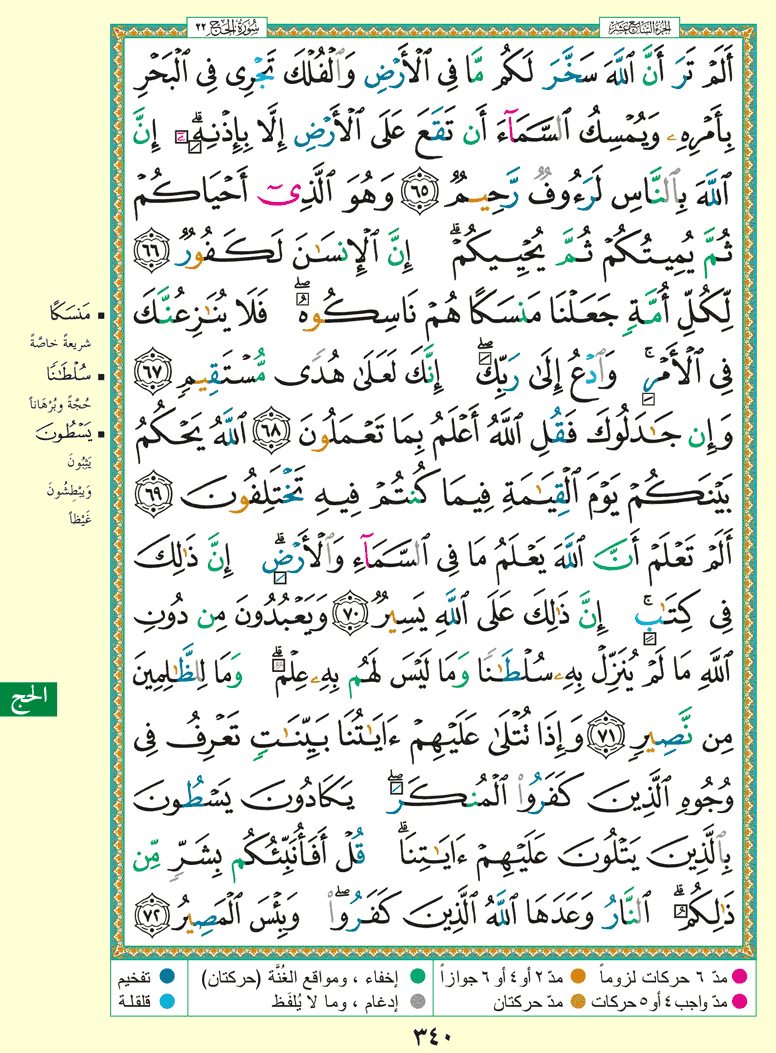 الجزء السابع عشر
سُورَةُ الحَجّ ٢٢
أَلَمْ تَرَ أَنَّ ٱللَّهَ سَخَّرَ لَكُم مَّا فِى ٱلْأَرْضِ وَٱلْفُلْكَ تَجْرِى فِى ٱلْبَحْرِ
بِأَمْرِهِۦ وَيُمْسِكُ ٱلسَّمَآءَ أَن تَقَعَ عَلَى ٱلْأَرْضِ إِلَّا بِإِذْنِهِۦٓ ۗ إِنَّ
ٱللَّهَ بِٱلنَّاسِ لَرَءُوفٌ رَّحِيمٌ ٦٥ وَهُوَ ٱلَّذِىٓ أَحْيَاكُمْ
ثُمَّ يُمِيتُكُمْ ثُمَّ يُحْيِيكُمْ ۗ إِنَّ ٱلْإِنسَـٰنَ لَكَفُورٌ ٦٦
لِّكُلِّ أُمَّةٍ جَعَلْنَا مَنسَكًا هُمْ نَاسِكُوهُ ۖ فَلَا يُنَـٰزِعُنَّكَ
فِى ٱلْأَمْرِ ۚ وَٱدْعُ إِلَىٰ رَبِّكَ ۖ إِنَّكَ لَعَلَىٰ هُدًى مُّسْتَقِيمٍ ٦٧
وَإِن جَـٰدَلُوكَ فَقُلِ ٱللَّهُ أَعْلَمُ بِمَا تَعْمَلُونَ ٦٨ ٱللَّهُ يَحْكُمُ
بَيْنَكُمْ يَوْمَ ٱلْقِيَـٰمَةِ فِيمَا كُنتُمْ فِيهِ تَخْتَلِفُونَ ٦٩
أَلَمْ تَعْلَمْ أَنَّ ٱللَّهَ يَعْلَمُ مَا فِى ٱلسَّمَآءِ وَٱلْأَرْضِ ۗ إِنَّ ذَٰلِكَ
فِى كِتَـٰبٍ ۚ إِنَّ ذَٰلِكَ عَلَى ٱللَّهِ يَسِيرٌ ٧٠ وَيَعْبُدُونَ مِن دُونِ
ٱللَّهِ مَا لَمْ يُنَزِّلْ بِهِۦ سُلْطَـٰنًا وَمَا لَيْسَ لَهُم بِهِۦ عِلْمٌ ۗ وَمَا لِلظَّـٰلِمِينَ
مِن نَّصِيرٍ ٧١ وَإِذَا تُتْلَىٰ عَلَيْهِمْ ءَايَـٰتُنَا بَيِّنَـٰتٍ تَعْرِفُ فِى
وُجُوهِ ٱلَّذِينَ كَفَرُوا۟ ٱلْمُنكَرَ ۖ يَكَادُونَ يَسْطُونَ
بِٱلَّذِينَ يَتْلُونَ عَلَيْهِمْ ءَايَـٰتِنَا ۗ قُلْ أَفَأُنَبِّئُكُم بِشَرٍّ مِّن
ذَٰلِكُمُ ۗ ٱلنَّارُ وَعَدَهَا ٱللَّهُ ٱلَّذِينَ كَفَرُوا۟ ۖ وَبِئْسَ ٱلْمَصِيرُ ٧٢
▪ مَنسَكًا
شريعةً خاصَّةً
▪ سُلْطَـٰنًا
حُجَّةً وبُرْهَاناً
▪ يَسْطُونَ
يَثِبُونَ
ويَبْطِشُونَ
غَيْظاً
الحج
مدّ ٦ حركات لزوماً ● مدّ ٢ أو ٤ أو ٦ جوازاً ● إخفاء ، ومواقع الغُنَّة (حركتان) ● تفخيم
مدّ واجب ٤ أو ٥ حركات ● مدّ حركتان ● إدغام ، وما لا يُلفَظ ● قلقلة
٣٤٠